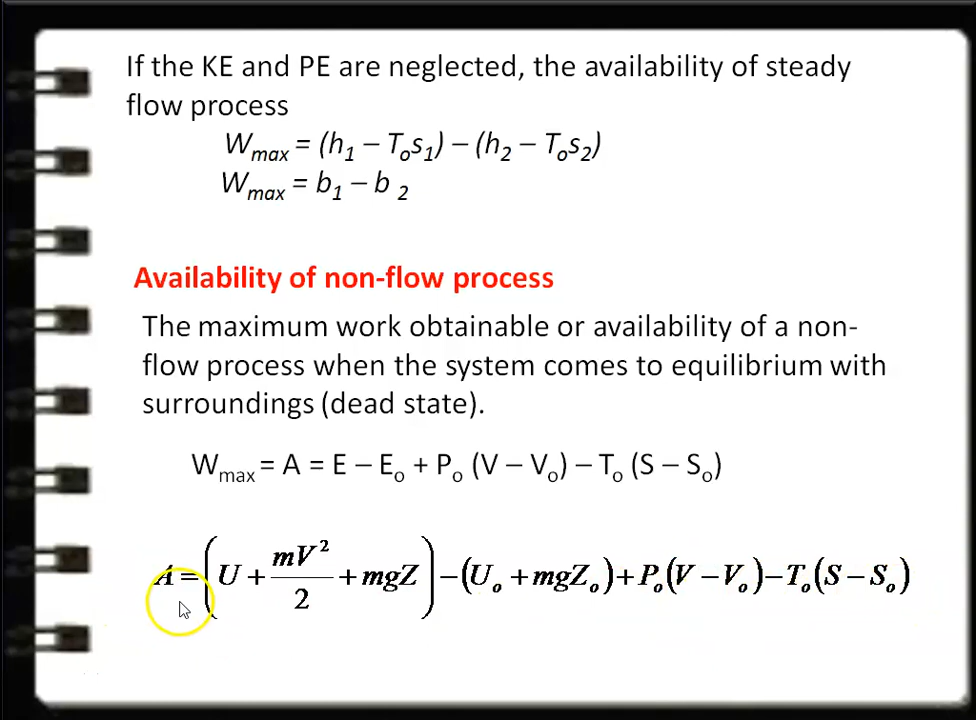 If the KE and PE are neglected, the availability of steady
flow process
Wmax = (h1 – Tos1) – (h2 – Tos2)
Wmax = b1 – b 2
Availability of non-flow process
The maximum work obtainable or availability of a non-
flow process when the system comes to equilibrium with
surroundings (dead state).
Wmax = A = E – Eo + Po (V – Vo) – To (S – So)
A = (U + mV²/2 + mgZ) – (Uo + mgZo) + Po(V – Vo) – To(S – So)